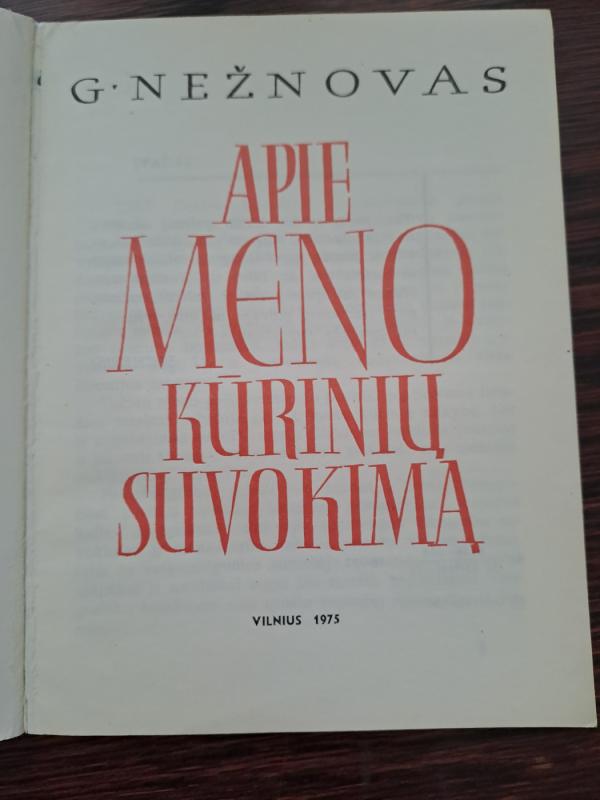 G. NEŽNOVAS
APIE
MENO
KŪRINIŲ
SUVOKIMĄ
VILNIUS 1975